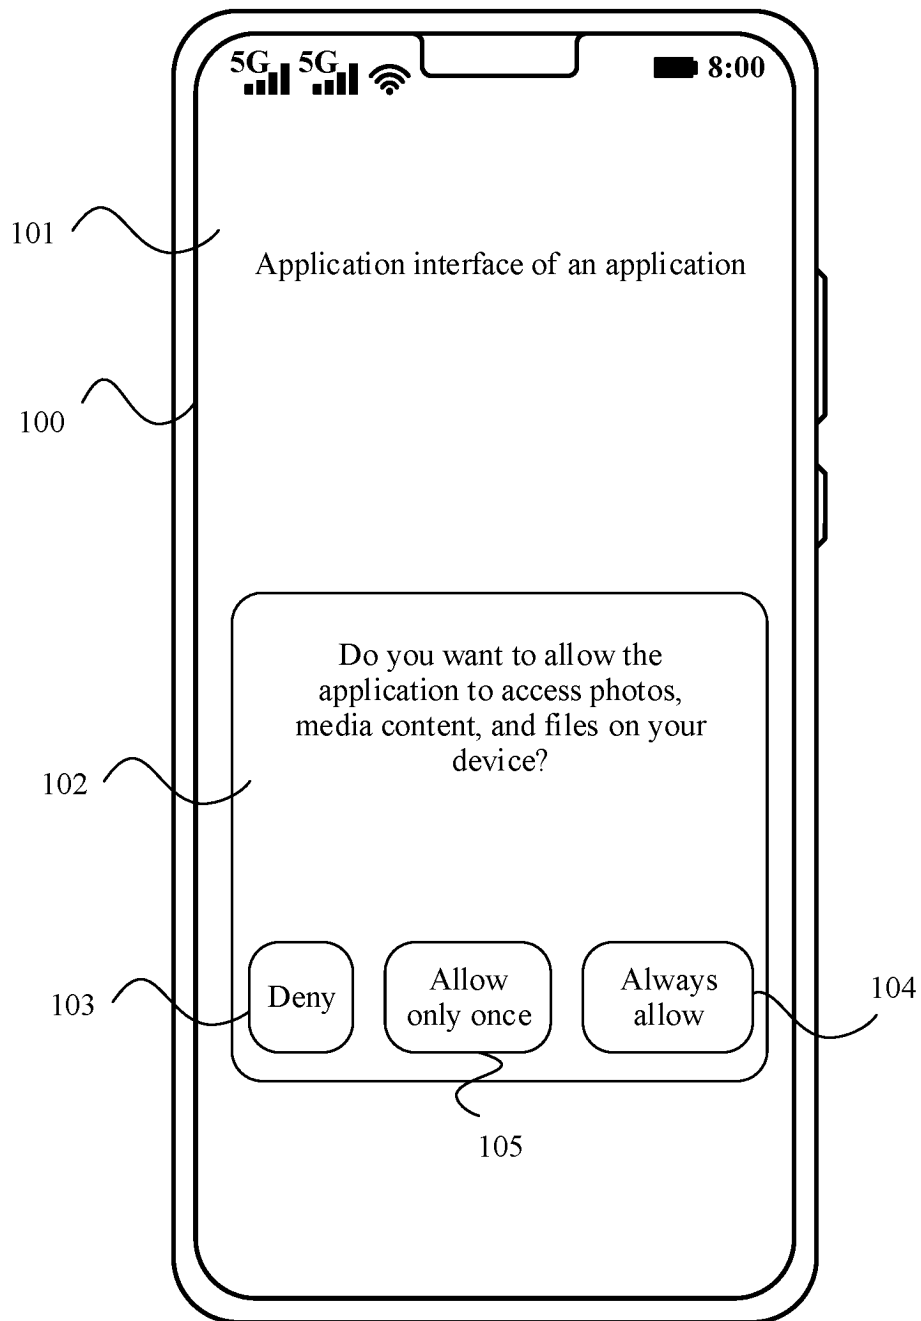 5G 5G 8:00
101
Application interface of an application
100
Do you want to allow the
application to access photos,
media content, and files on your
device?
102
Deny
Allow
only once
Always
allow
103
104
105